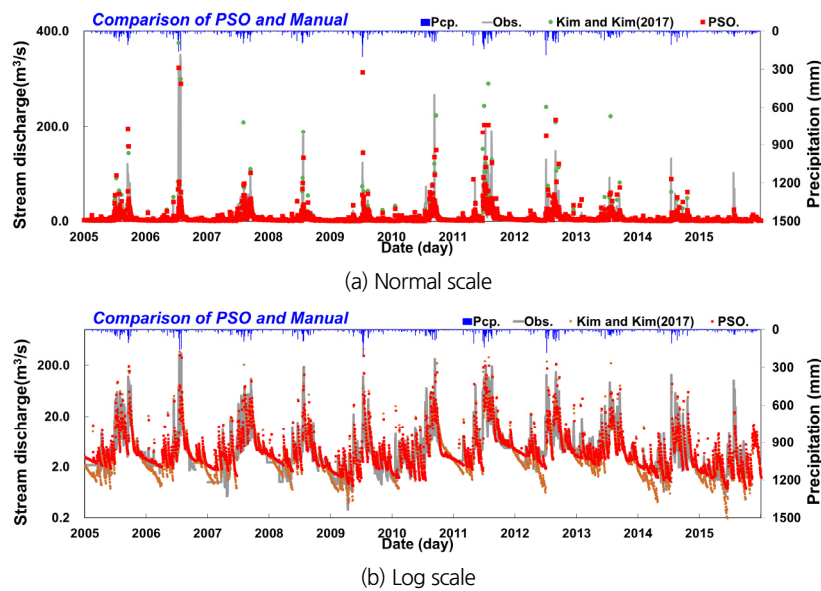 Comparison of PSO and Manual
Pcp. Obs. Kim and Kim(2017) PSO.
Stream discharge(m³/s)
400.0
200.0
0.0
0
300
600
900
1200
1500
Precipitation (mm)
2005 2006 2007 2008 2009 2010 2011 2012 2013 2014 2015
Date (day)
(a) Normal scale
Comparison of PSO and Manual
Pcp. Obs. Kim and Kim(2017) PSO.
Stream discharge(m³/s)
200.0
20.0
2.0
0.2
0
300
600
900
1200
1500
Precipitation (mm)
2005 2006 2007 2008 2009 2010 2011 2012 2013 2014 2015
Date (day)
(b) Log scale